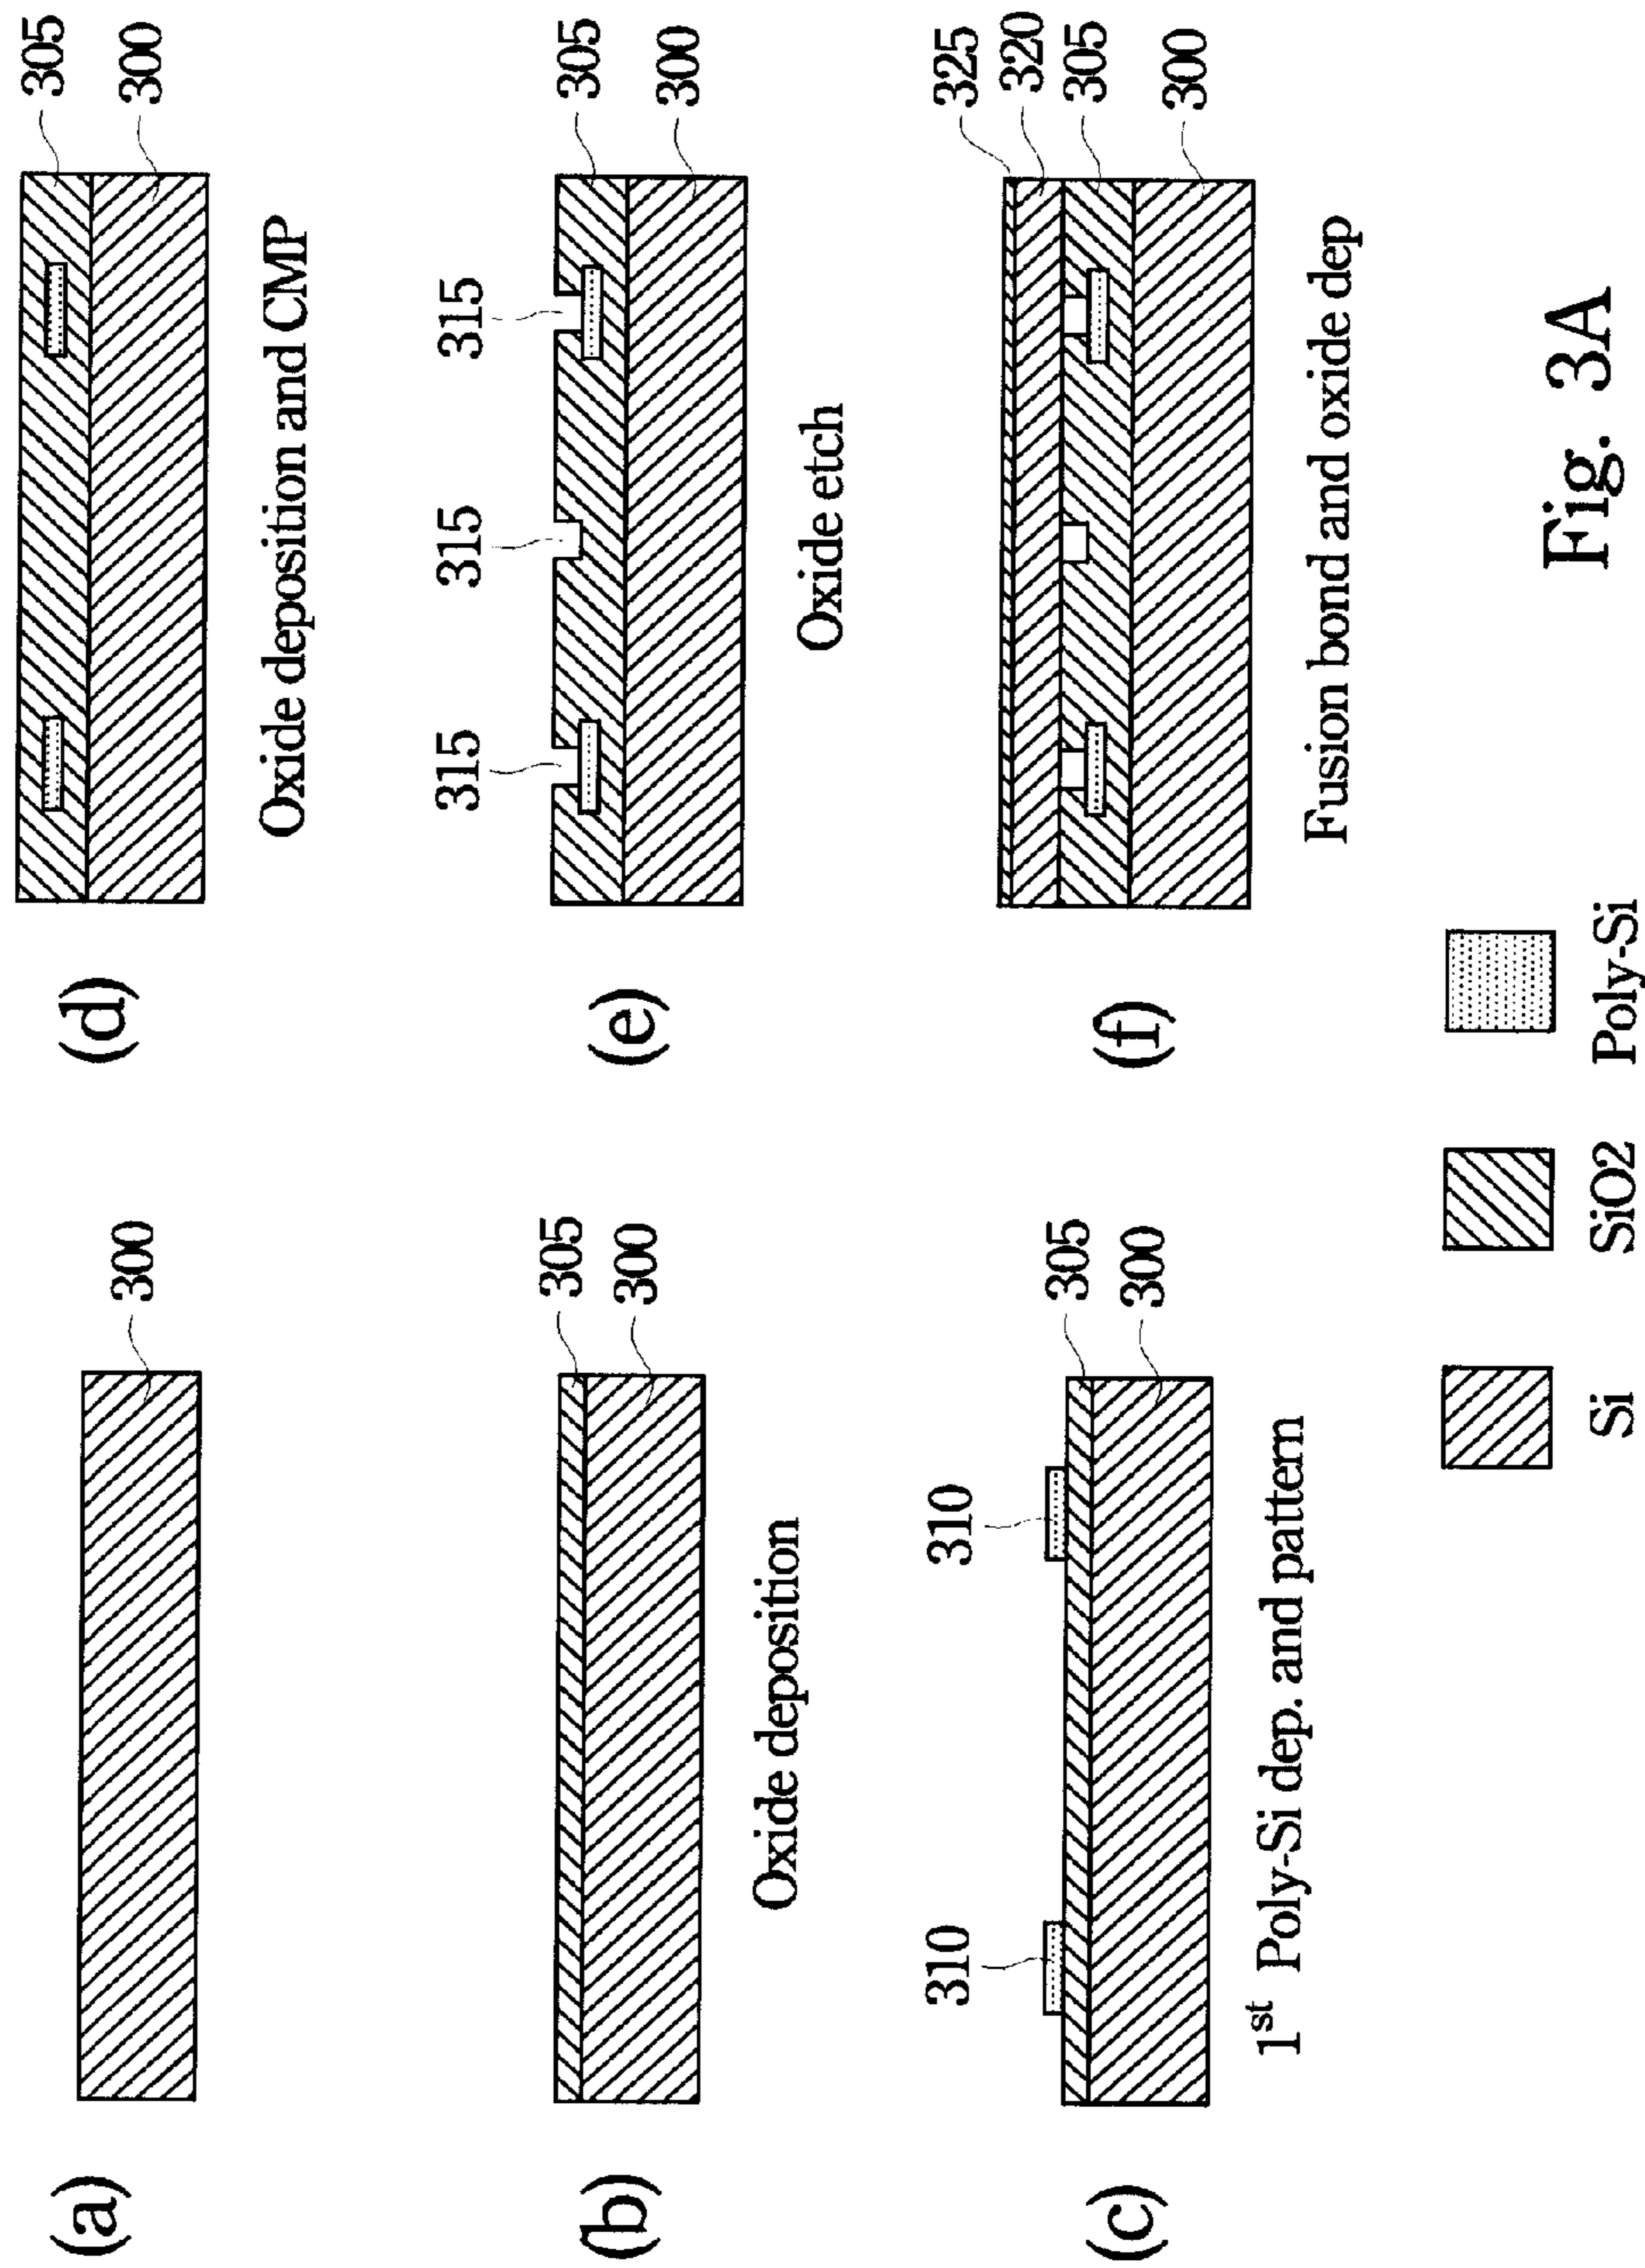 (a)
300
(b)
305
300
Oxide deposition
(c)
310
310
305
300
1st Poly-Si dep. and pattern
(d)
305
300
Oxide deposition and CMP
(e)
315
315
315
305
300
Oxide etch
(f)
325
320
305
300
Fusion bond and oxide dep
Si
SiO2
Poly-Si
Fig. 3A